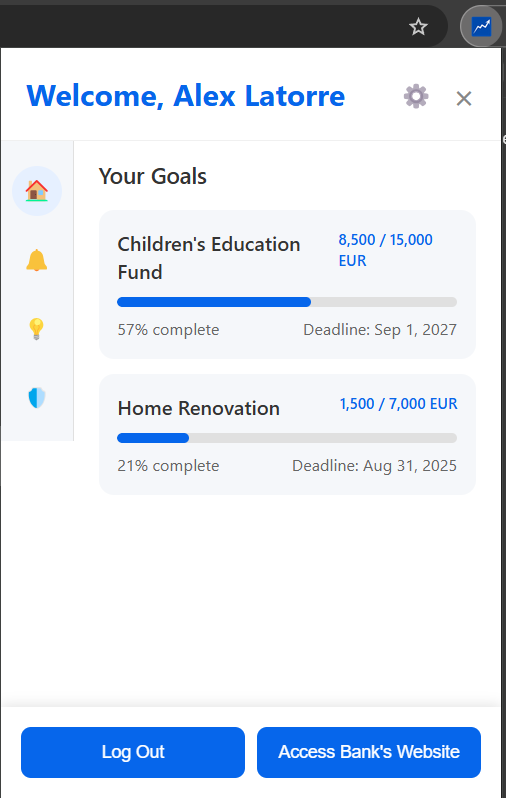 Welcome, Alex Latorre
Your Goals
Children's Education
Fund
8,500 / 15,000
EUR
57% complete
Deadline: Sep 1, 2027
Home Renovation
1,500 / 7,000 EUR
21% complete
Deadline: Aug 31, 2025
Log Out
Access Bank's Website